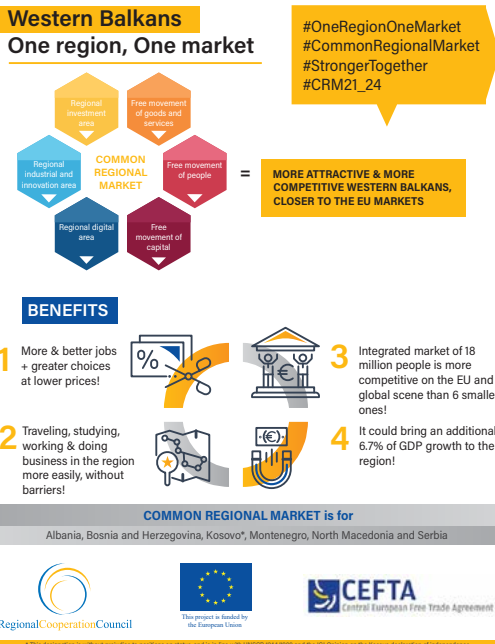 Western Balkans
One region, One market
#OneRegionOneMarket
#CommonRegionalMarket
#StrongerTogether
#CRM21_24
Regional
investment
area
Free movement
of goods and
services
Regional
industrial and
innovation area
COMMON
REGIONAL
MARKET
Free movement
of people
Regional digital
area
Free
movement of
capital
=
MORE ATTRACTIVE & MORE
COMPETITIVE WESTERN BALKANS,
CLOSER TO THE EU MARKETS
BENEFITS
1
More & better jobs
+ greater choices
at lower prices!
%
€
3
Integrated market of 18
million people is more
competitive on the EU and
global scene than 6 smalle
ones!
2
Traveling, studying,
working & doing
business in the region
more easily, without
barriers!
€
4
It could bring an additional
6.7% of GDP growth to the
region!
COMMON REGIONAL MARKET is for
Albania, Bosnia and Herzegovina, Kosovo*, Montenegro, North Macedonia and Serbia
RegionalCooperationCouncil
This project is funded by
the European Union
CEFTA
Central European Free Trade Agreement